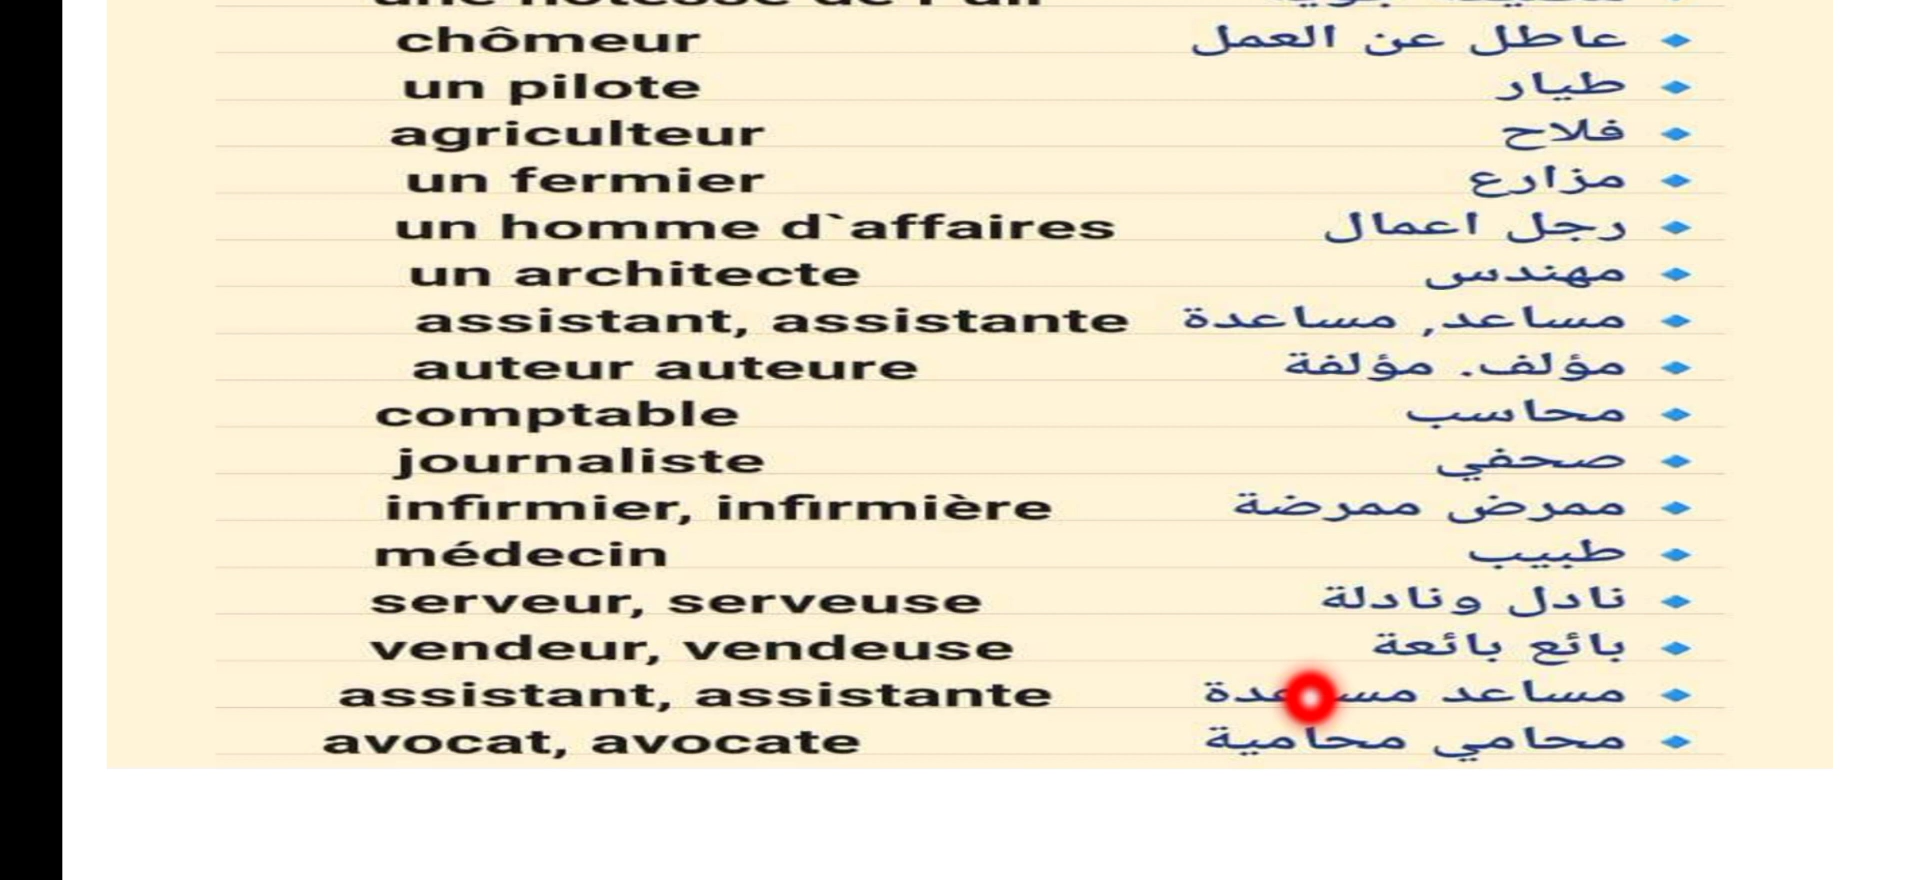 chômeur عاطل عن العمل
un pilote طيار
agriculteur فلاح
un fermier مزارع
un homme d`affaires رجل اعمال
un architecte مهندس
assistant, assistante مساعد, مساعدة
auteur auteure مؤلف. مؤلفة
comptable محاسب
journaliste صحفي
infirmier, infirmière ممرض ممرضة
médecin طبيب
serveur, serveuse نادل ونادلة
vendeur, vendeuse بائع بائعة
assistant, assistante مساعد
avocat, avocate محامي محامية